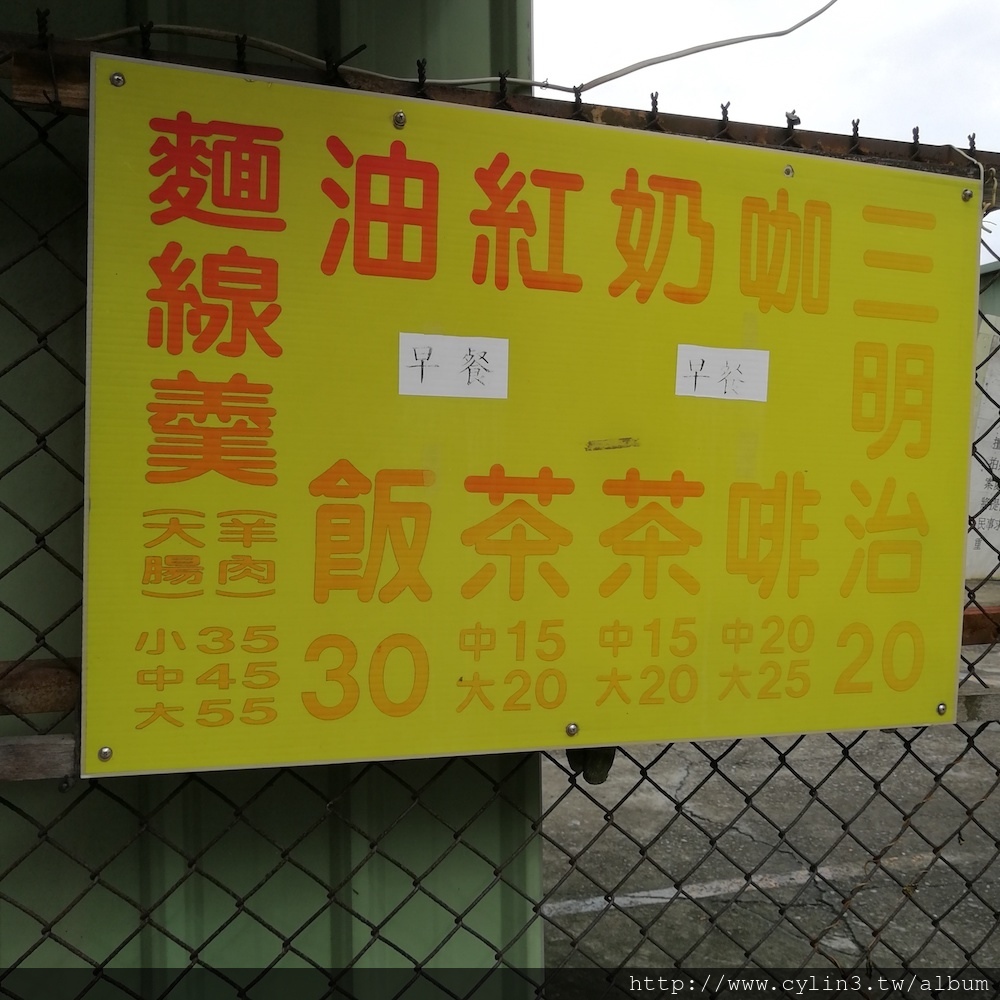 麵線羹
(大腸)
(羊肉)
小35
中45
大55
油飯
30
紅茶
中15
大20
奶茶
中15
大20
咖啡
中20
大25
三明治
20
早餐
早餐
http://www.cylin3.tw/album